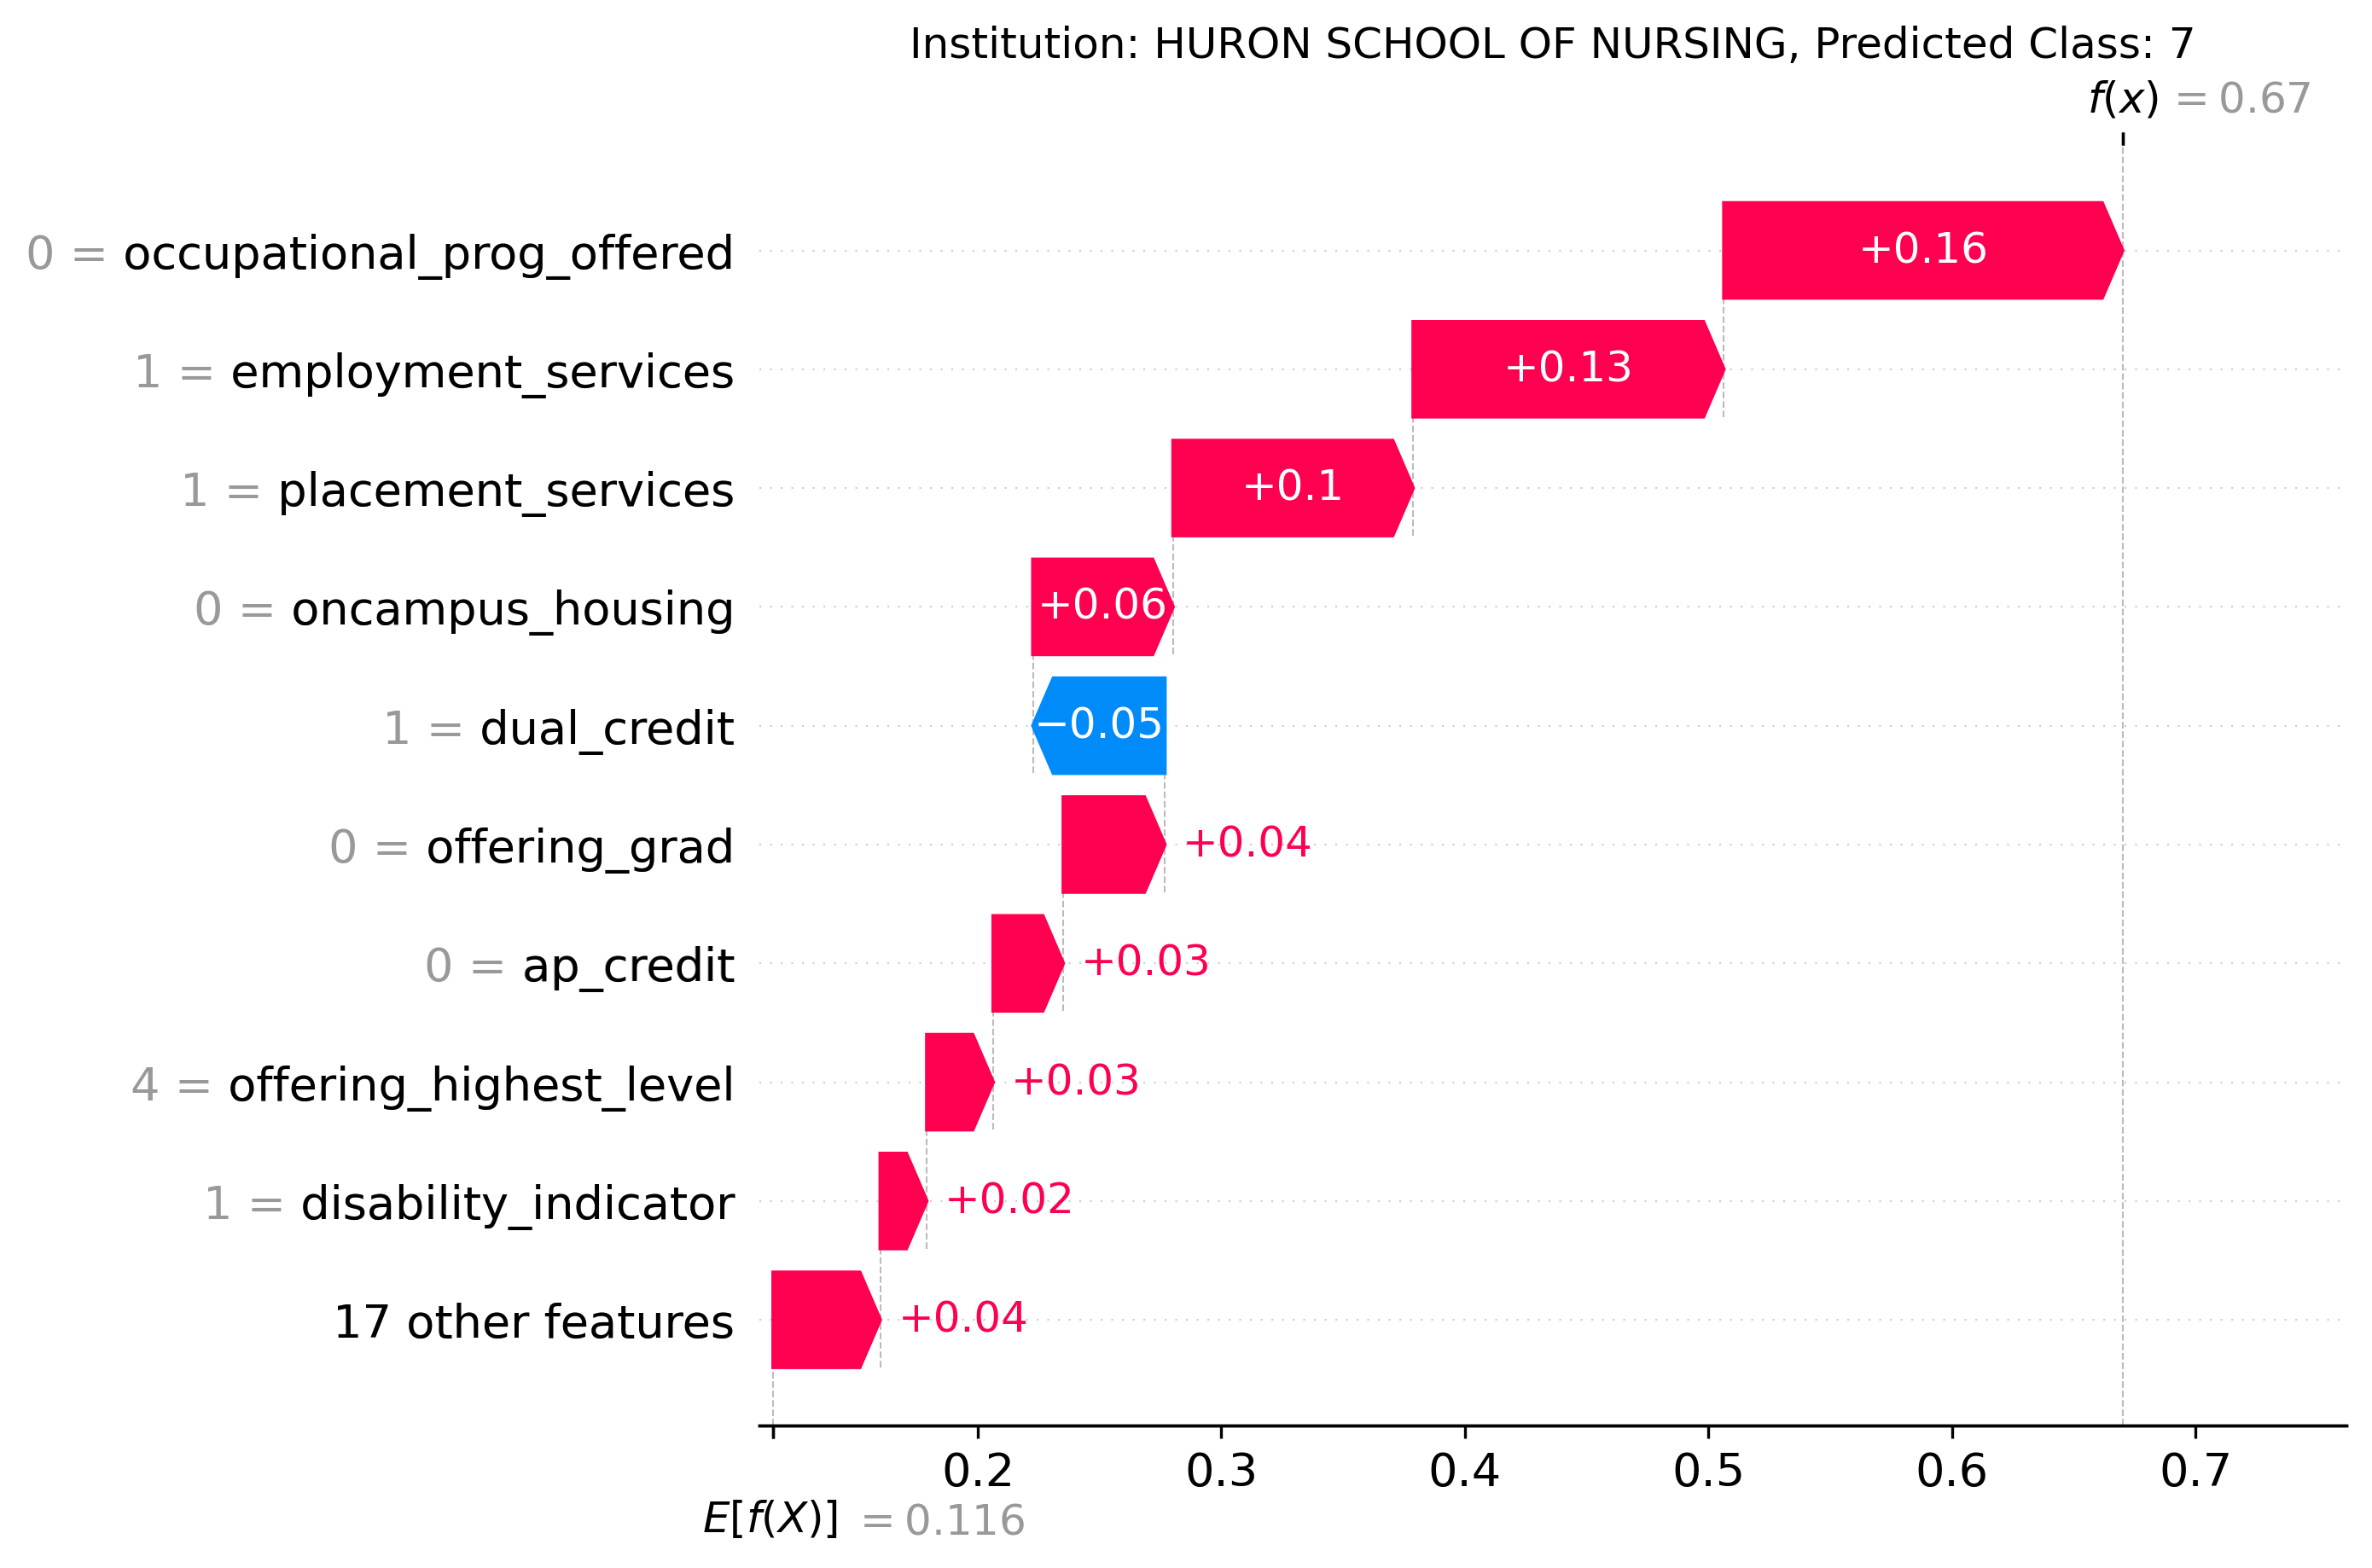 Institution: HURON SCHOOL OF NURSING, Predicted Class: 7
f(x) = 0.67
0 = occupational_prog_offered +0.16
1 = employment_services +0.13
1 = placement_services +0.1
0 = oncampus_housing +0.06
1 = dual_credit −0.05
0 = offering_grad +0.04
0 = ap_credit +0.03
4 = offering_highest_level +0.03
1 = disability_indicator +0.02
17 other features +0.04
0.2 0.3 0.4 0.5 0.6 0.7
E[f(X)] = 0.116